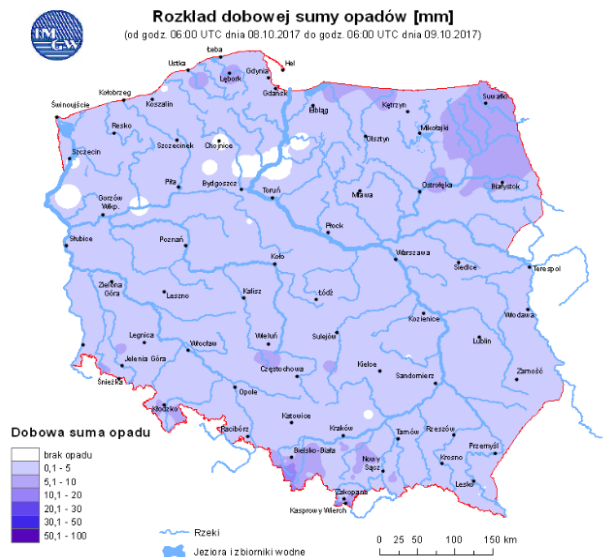 IM
GW
Rozklad dobowej sumy opadów [mm]
(od godz. 06:00 UTC dnia 08.10.2017 do godz. 06:00 UTC dnia 09.10.2017)
Łeba
Hel
Ustka
Lębork
Gdynia
Gdańsk
Suwałki
Kołobrzeg
Koszalin
Świnoujście
Elbląg
Kętrzyn
Resko
Szczecinek
Chojnice
Olsztyn
Mikołajki
Szczecin
Piła
Bydgoszcz
Toruń
Mława
Ostrołęka
Białystok
Gorzów
Wlkp.
Płock
Słubice
Poznań
Koło
Warszawa
Siedlce
Terespol
Zielona
Góra
Leszno
Kalisz
Łódź
Kozienice
Włodawa
Legnica
Wrocław
Wieluń
Sulejów
Lublin
Jelenia Góra
Śnieżka
Częstochowa
Kielce
Sandomierz
Zamość
Opole
Kłodzko
Racibórz
Katowice
Kraków
Tarnów
Rzeszów
Przemyśl
Bielsko-Biała
Nowy
Sącz
Krosno
Lesko
Zakopane
Kasprowy Wierch
Dobowa suma opadu
brak opadu
0,1 - 5
5,1 - 10
10,1 - 20
20,1 - 30
30,1 - 50
50,1 - 100
Rzeki
Jeziora i zbiorniki wodne
0 25 50 100 150 km